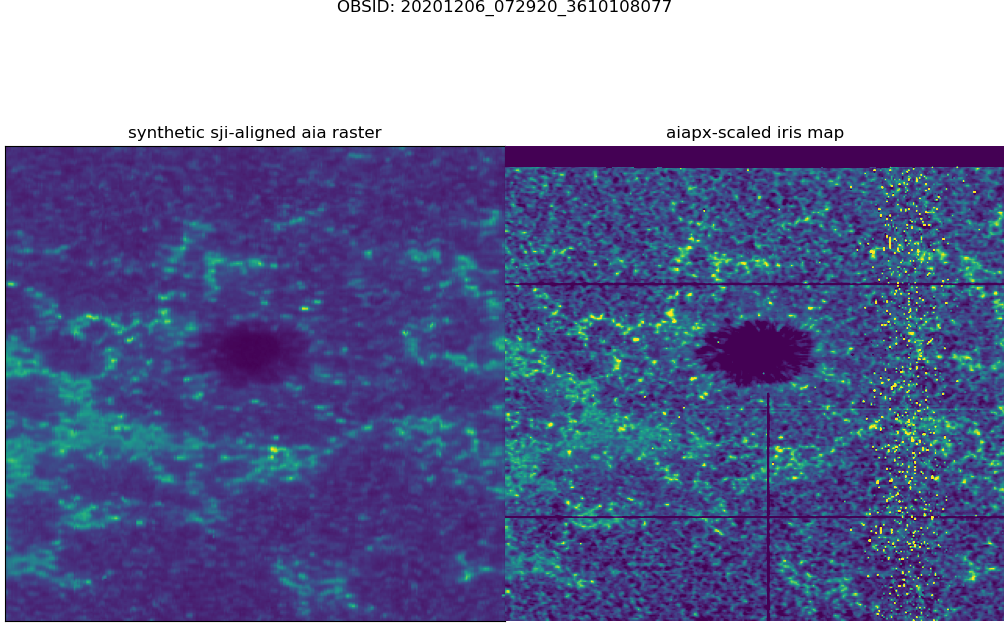 OBSID: 20201206_072920_3610108077
synthetic sji-aligned aia raster
aiapx-scaled iris map